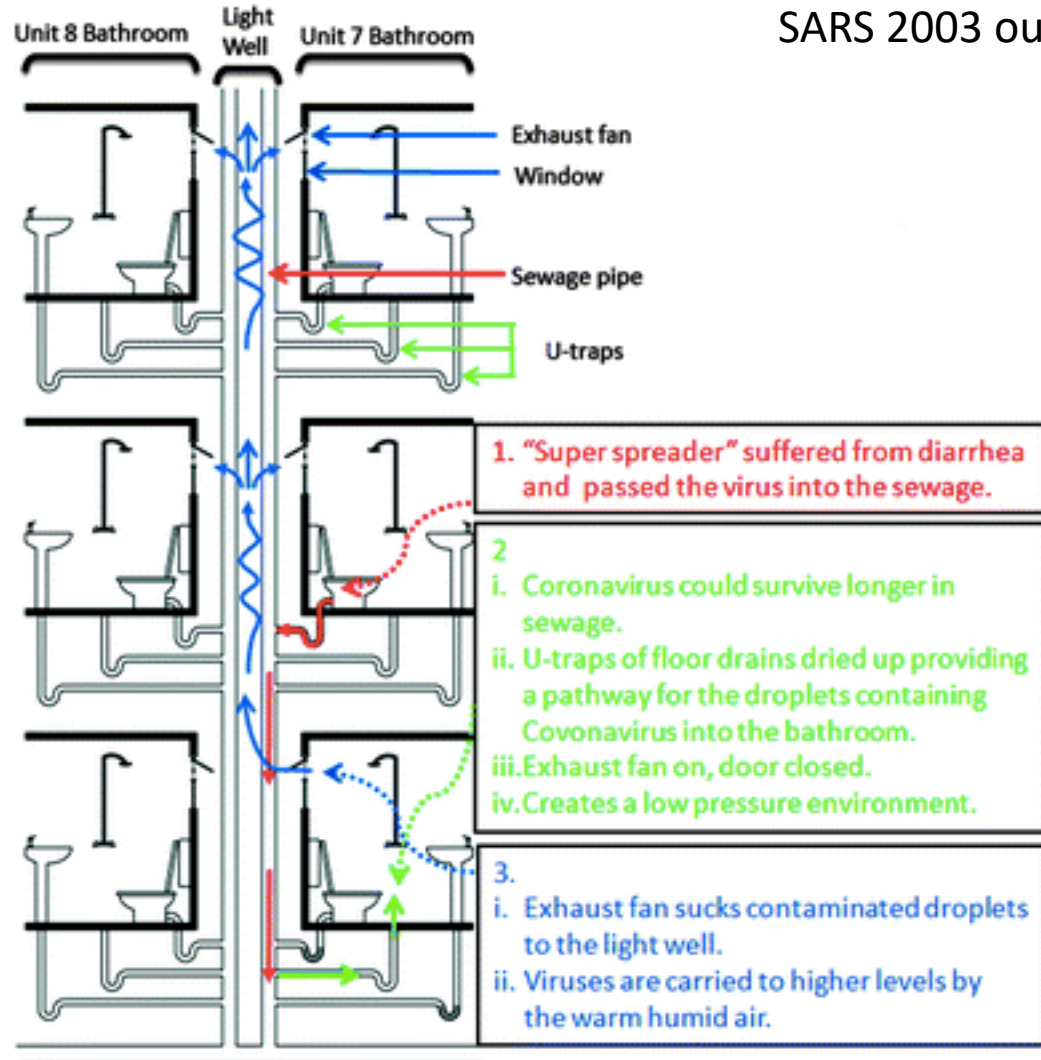 SARS 2003 ou
Unit 8 Bathroom
Light
Well
Unit 7 Bathroom
Exhaust fan
Window
Sewage pipe
U-traps
1. “Super spreader” suffered from diarrhea
and passed the virus into the sewage.
2
i. Coronavirus could survive longer in
sewage.
ii. U-traps of floor drains dried up providing
a pathway for the droplets containing
Covonavirus into the bathroom.
iii.Exhaust fan on, door closed.
iv.Creates a low pressure environment.
3.
i. Exhaust fan sucks contaminated droplets
to the light well.
ii. Viruses are carried to higher levels by
the warm humid air.